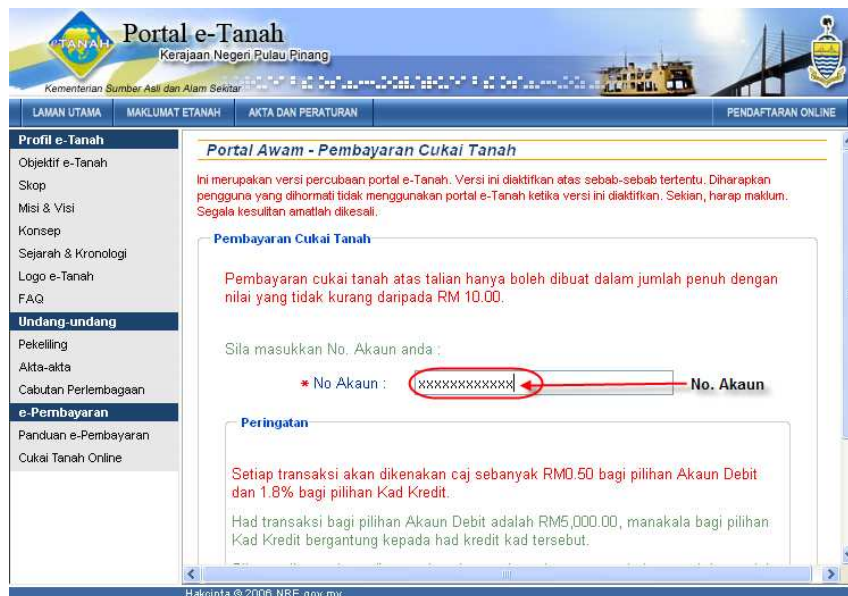 eTANAH
Portal e-Tanah
Kerajaan Negeri Pulau Pinang
Kementerian Sumber Asli dan Alam Sekitar
LAMAN UTAMA MAKLUMAT ETANAH AKTA DAN PERATURAN PENDAFTARAN ONLINE
Profil e-Tanah
Objektif e-Tanah
Skop
Misi & Visi
Konsep
Sejarah & Kronologi
Logo e-Tanah
FAQ
Undang-undang
Pekeliling
Akta-akta
Cabutan Perlembagaan
e-Pembayaran
Panduan e-Pembayaran
Cukai Tanah Online
Portal Awam - Pembayaran Cukai Tanah
Ini merupakan versi percubaan portal e-Tanah. Versi ini diaktifkan atas sebab-sebab tertentu. Diharapkan
pengguna yang dihormati tidak menggunakan portal e-Tanah ketika versi ini diaktifkan. Sekian, harap maklum.
Segala kesulitan amatlah dikesali.
Pembayaran Cukai Tanah
Pembayaran cukai tanah atas talian hanya boleh dibuat dalam jumlah penuh dengan
nilai yang tidak kurang daripada RM 10.00.
Sila masukkan No. Akaun anda :
* No Akaun : xxxxxxxxxxxx No. Akaun
Peringatan
Setiap transaksi akan dikenakan caj sebanyak RM0.50 bagi pilihan Akaun Debit
dan 1.8% bagi pilihan Kad Kredit.
Had transaksi bagi pilihan Akaun Debit adalah RM5,000.00, manakala bagi pilihan
Kad Kredit bergantung kepada had kredit kad tersebut.
Hakcipta @ 2006 NRE.gov.my